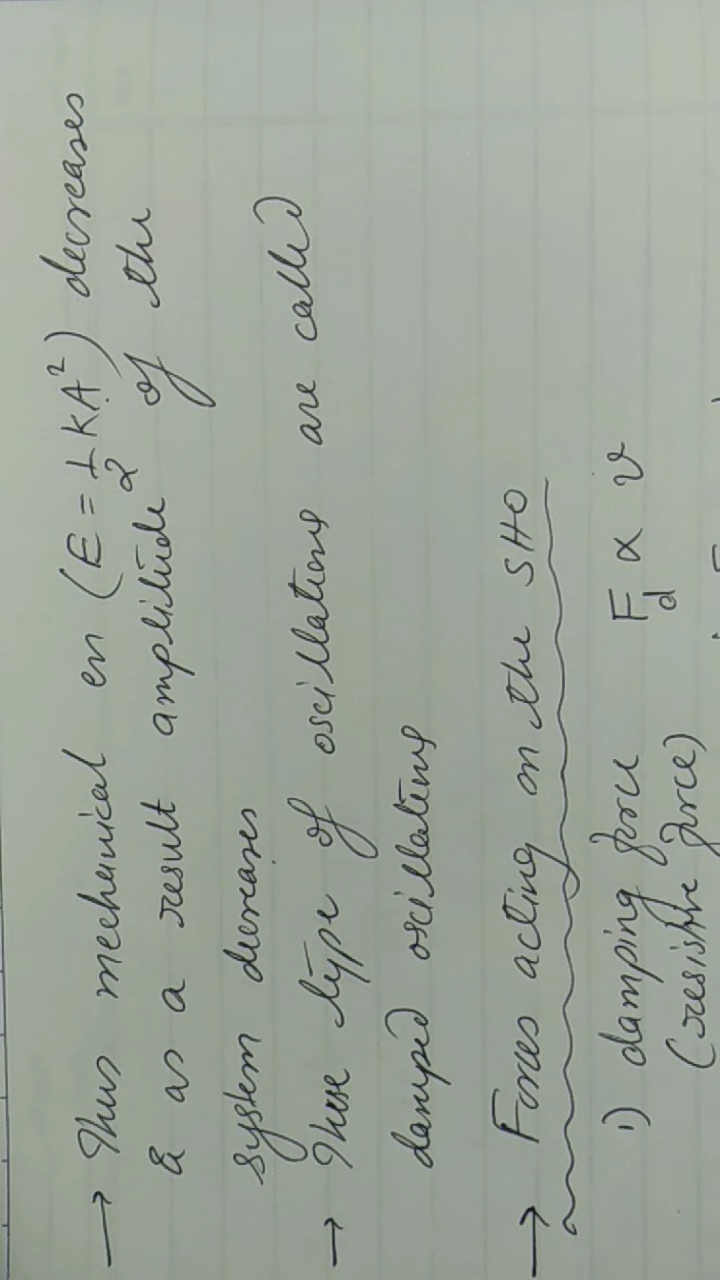 → Thus mechanical en (E = 1/2 kA²) decreases
& as a result amplitude of the
system decreases
→ These type of oscillations are called
damped oscillations
→ Forces acting on the SHO
1) damping force F_d ∝ v
(resistive force)